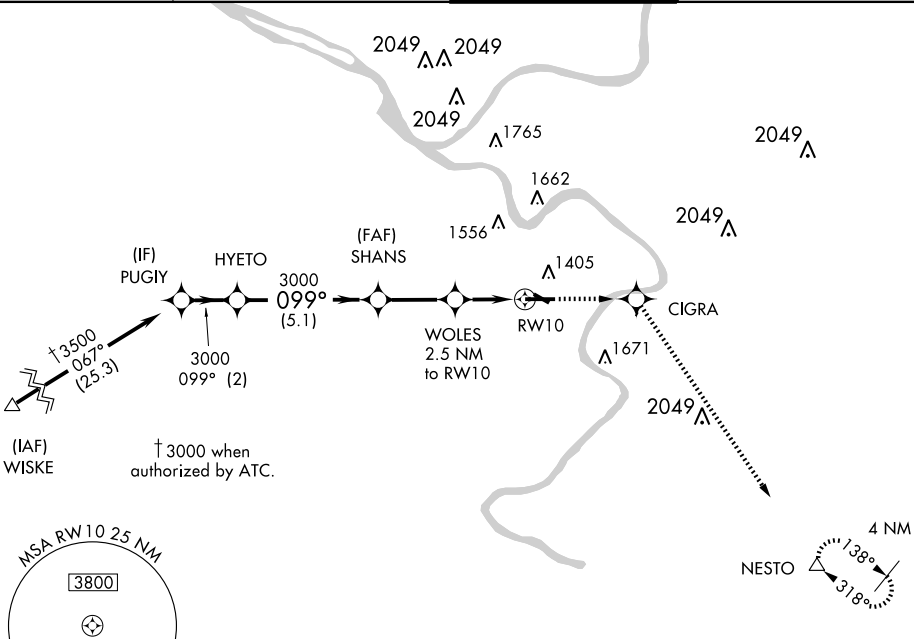 2049
2049
2049
1765
2049
1662
2049
1556
(IF)
PUGIY
HYETO
(FAF)
SHANS
1405
3000
099°
(5.1)
CIGRA
RW10
WOLES
2.5 NM
to RW10
†3500
067°
(25.3)
3000
099° (2)
1671
2049
(IAF)
WISKE
†3000 when
authorized by ATC.
MSA RW10 25 NM
3800
4 NM
NESTO
138°
318°